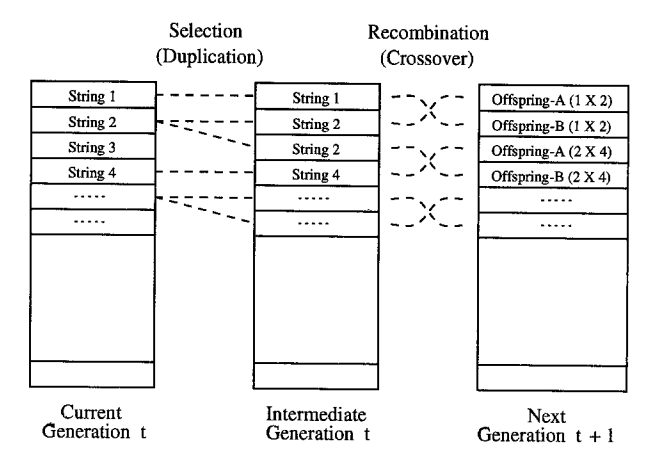 Selection
(Duplication)
Recombination
(Crossover)
String 1
String 2
String 3
String 4
.....
.....
String 1
String 2
String 2
String 4
.....
.....
Offspring-A (1 X 2)
Offspring-B (1 X 2)
Offspring-A (2 X 4)
Offspring-B (2 X 4)
.....
.....
Current
Generation t
Intermediate
Generation t
Next
Generation t + 1